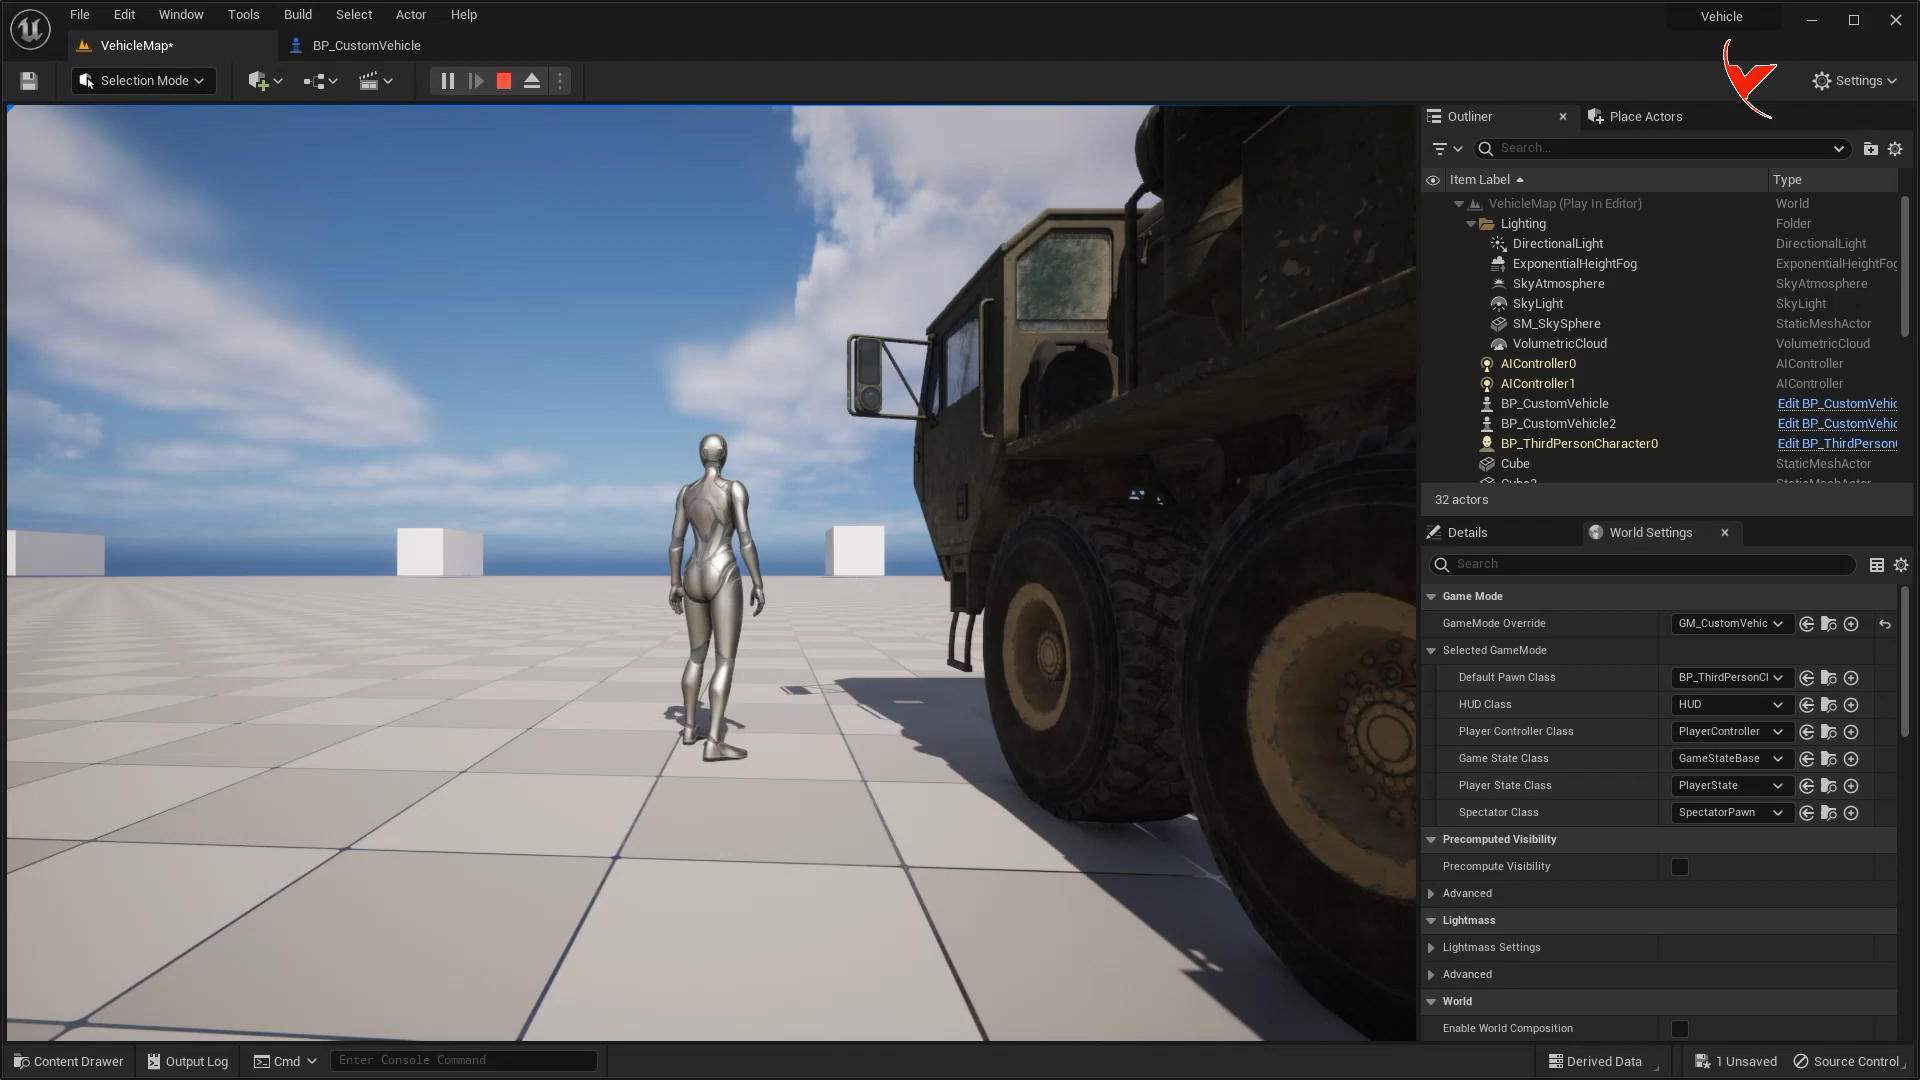 File Edit Window Tools Build Select Actor Help
Vehicle
VehicleMap*
BP_CustomVehicle
Selection Mode
Settings
Outliner
Place Actors
Search...
Item Label
Type
VehicleMap (Play In Editor)
World
Lighting
Folder
DirectionalLight
DirectionalLight
ExponentialHeightFog
ExponentialHeightFog
SkyAtmosphere
SkyAtmosphere
SkyLight
SkyLight
SM_SkySphere
StaticMeshActor
VolumetricCloud
VolumetricCloud
AIController0
AIController
AIController1
AIController
BP_CustomVehicle
Edit BP_CustomVehic
BP_CustomVehicle2
Edit BP_CustomVehic
BP_ThirdPersonCharacter0
Edit BP_ThirdPerson
Cube
StaticMeshActor
Cube2
StaticMeshActor
32 actors
Details
World Settings
Search
Game Mode
GameMode Override
GM_CustomVehic
Selected GameMode
Default Pawn Class
BP_ThirdPersonCl
HUD Class
HUD
Player Controller Class
PlayerController
Game State Class
GameStateBase
Player State Class
PlayerState
Spectator Class
SpectatorPawn
Precomputed Visibility
Precompute Visibility
Advanced
Lightmass
Lightmass Settings
Advanced
World
Enable World Composition
Content Drawer
Output Log
Cmd
Enter Console Command
Derived Data
1 Unsaved
Source Control